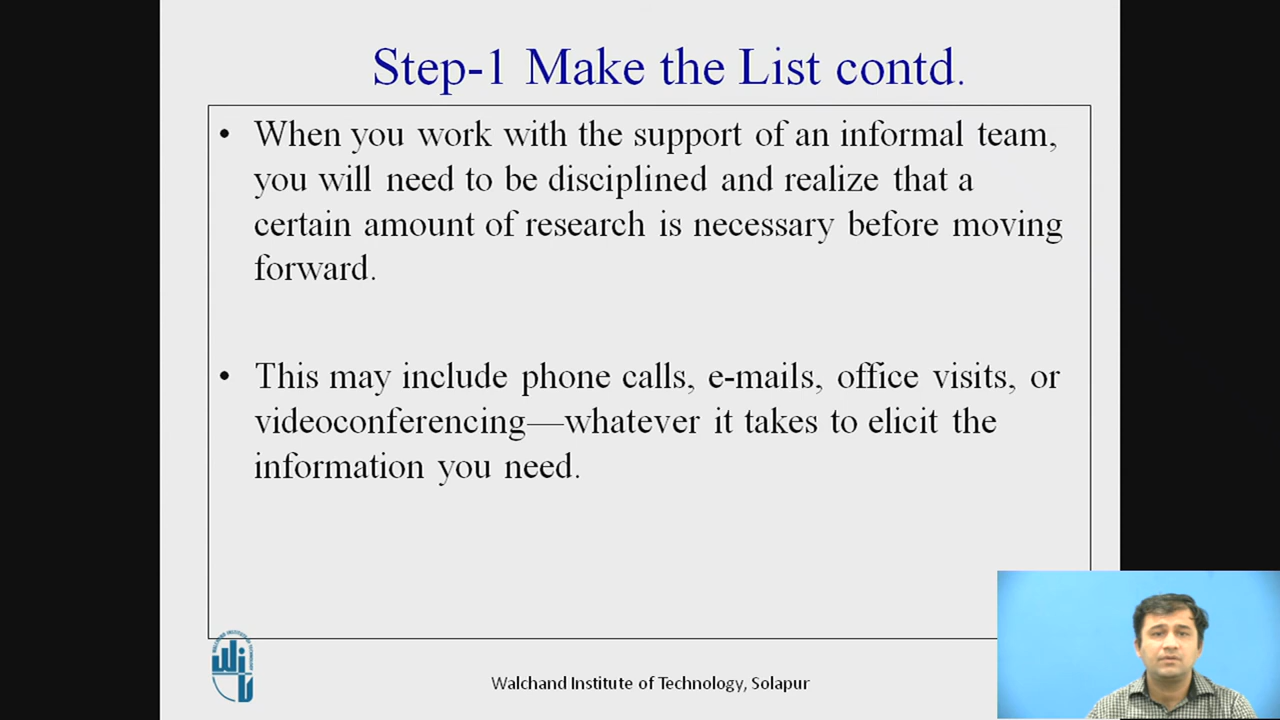 Step-1 Make the List contd.
• When you work with the support of an informal team,
you will need to be disciplined and realize that a
certain amount of research is necessary before moving
forward.
• This may include phone calls, e-mails, office visits, or
videoconferencing—whatever it takes to elicit the
information you need.
Walchand Institute of Technology, Solapur